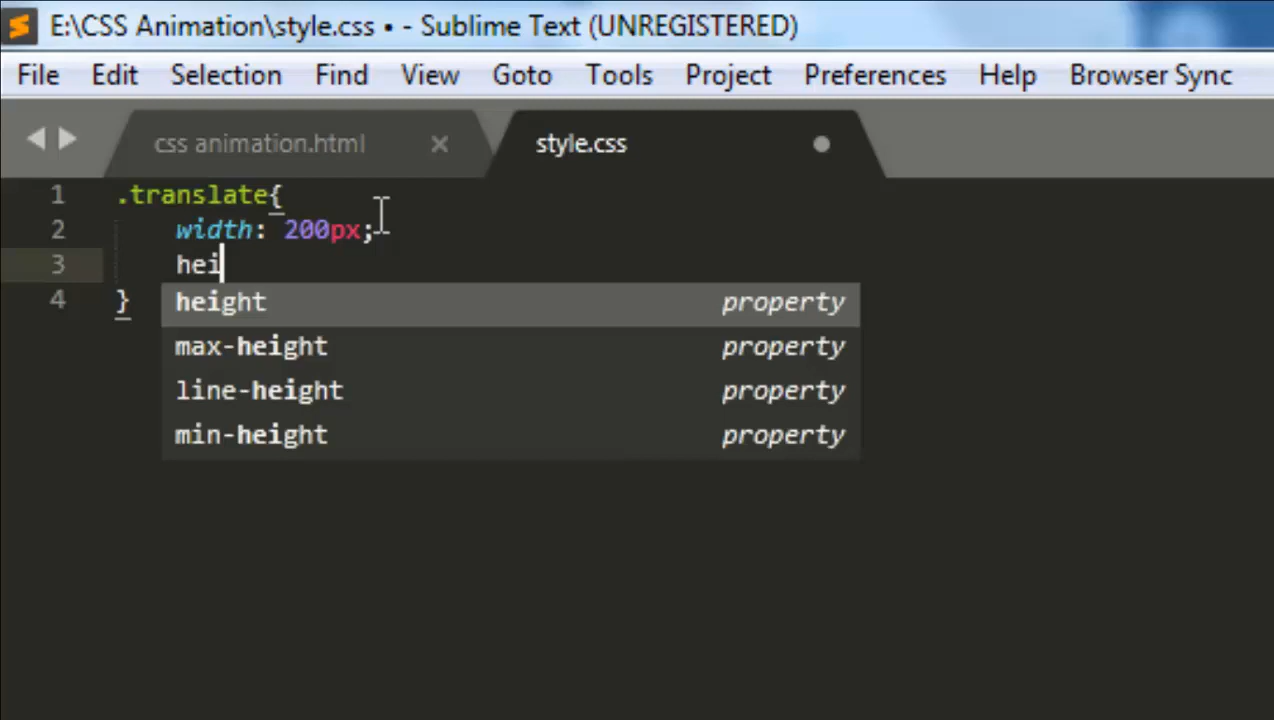 E:\CSS Animation\style.css • - Sublime Text (UNREGISTERED)
File Edit Selection Find View Goto Tools Project Preferences Help Browser Sync
css animation.html × style.css
1 .translate{
2 width: 200px;
3 hei
4 }
height property
max-height property
line-height property
min-height property